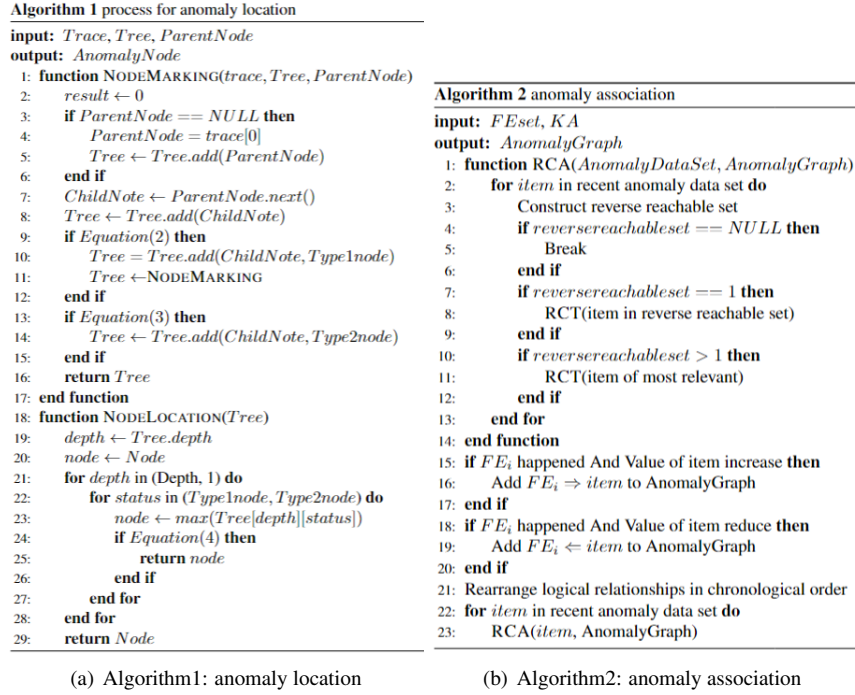 Algorithm 1 process for anomaly location
input: Trace, Tree, ParentNode
output: AnomalyNode
1: function NODEMARKING(trace, Tree, ParentNode)
2: result ← 0
3: if ParentNode == NULL then
4: ParentNode = trace[0]
5: Tree ← Tree.add(ParentNode)
6: end if
7: ChildNote ← ParentNode.next()
8: Tree ← Tree.add(ChildNote)
9: if Equation(2) then
10: Tree = Tree.add(ChildNote, Type1node)
11: Tree ←NODEMARKING
12: end if
13: if Equation(3) then
14: Tree ← Tree.add(ChildNote, Type2node)
15: end if
16: return Tree
17: end function
18: function NODELOCATION(Tree)
19: depth ← Tree.depth
20: node ← Node
21: for depth in (Depth, 1) do
22: for status in (Type1node, Type2node) do
23: node ← max(Tree[depth][status])
24: if Equation(4) then
25: return node
26: end if
27: end for
28: end for
29: return Node
(a) Algorithm1: anomaly location
Algorithm 2 anomaly association
input: FEset, KA
output: AnomalyGraph
1: function RCA(AnomalyDataSet, AnomalyGraph)
2: for item in recent anomaly data set do
3: Construct reverse reachable set
4: if reversereachableset == NULL then
5: Break
6: end if
7: if reversereachableset == 1 then
8: RCT(item in reverse reachable set)
9: end if
10: if reversereachableset > 1 then
11: RCT(item of most relevant)
12: end if
13: end for
14: end function
15: if FEi happened And Value of item increase then
16: Add FEi ⇒ item to AnomalyGraph
17: end if
18: if FEi happened And Value of item reduce then
19: Add FEi ⇐ item to AnomalyGraph
20: end if
21: Rearrange logical relationships in chronological order
22: for item in recent anomaly data set do
23: RCA(item, AnomalyGraph)
(b) Algorithm2: anomaly association